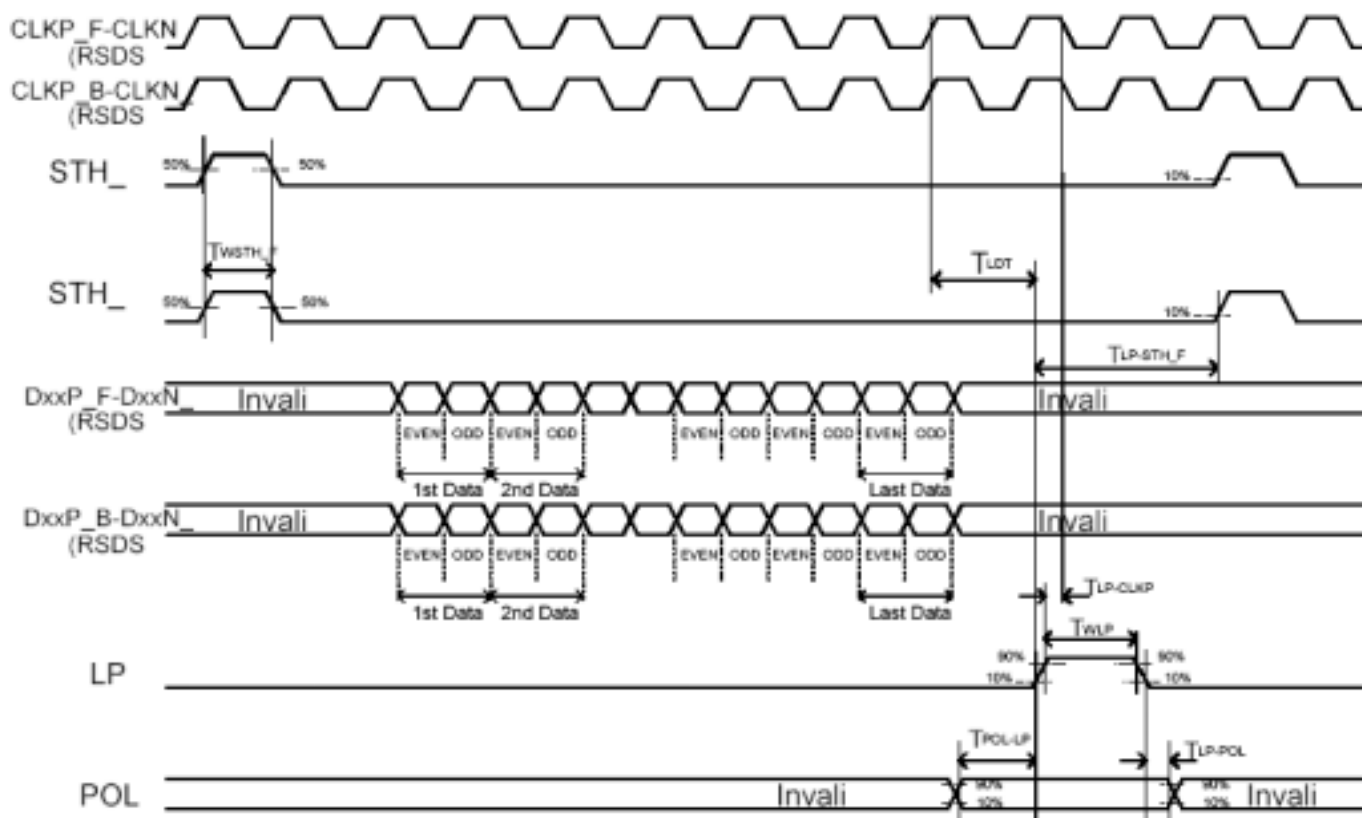 CLKP_F-CLKN
(RSDS
CLKP_B-CLKN_
(RSDS
STH_
50%
50%
10%
TWSTH_F
TLDT
STH_
50%
50%
10%
TLP-STH_F
DxxP_F-DxxN_
(RSDS
Invali
Invali
EVEN ODD EVEN ODD EVEN ODD EVEN ODD EVEN ODD
1st Data 2nd Data Last Data
DxxP_B-DxxN_
(RSDS
Invali
Invali
EVEN ODD EVEN ODD EVEN ODD EVEN ODD EVEN ODD
1st Data 2nd Data Last Data
TLP-CLKP
TWLP
LP
90%
90%
10%
10%
TPOL-LP
TLP-POL
POL
Invali
90%
10%
90%
10%
Invali